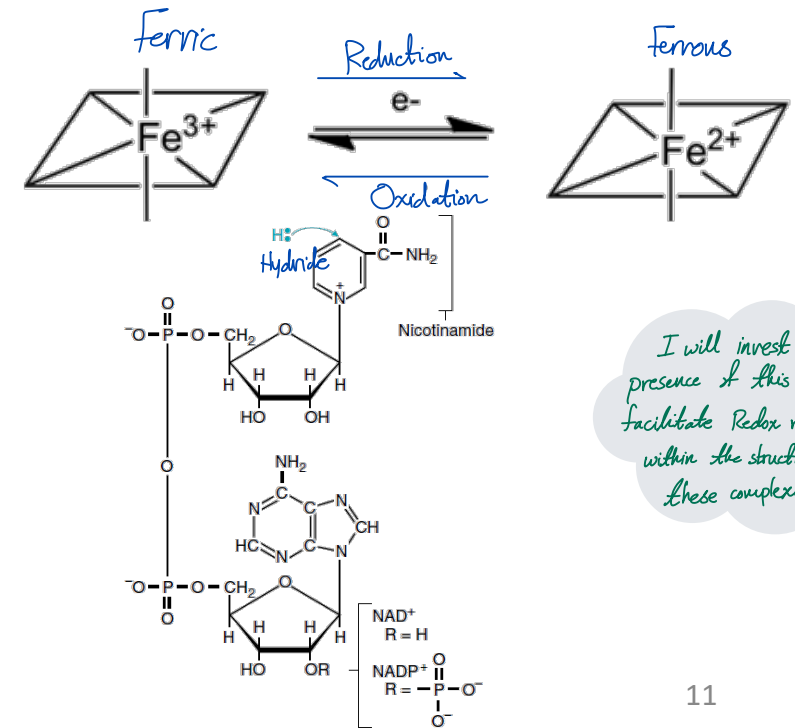 Ferric
Reduction
e-
Ferrous
Fe3+
Fe2+
Oxidation
H:
Hydride
O
C-NH2
N+
Nicotinamide
O
-O-P-O-CH2
O
H H H H
HO OH
O
I will invest
presence of this
facilitate Redox
within the struct
these complex
NH2
C
N C N
CH
HC C
N N
O
-O-P-O-CH2
O
H H H H
HO OR
NAD+
R = H
NADP+
O
R = -P-O-
O-
11